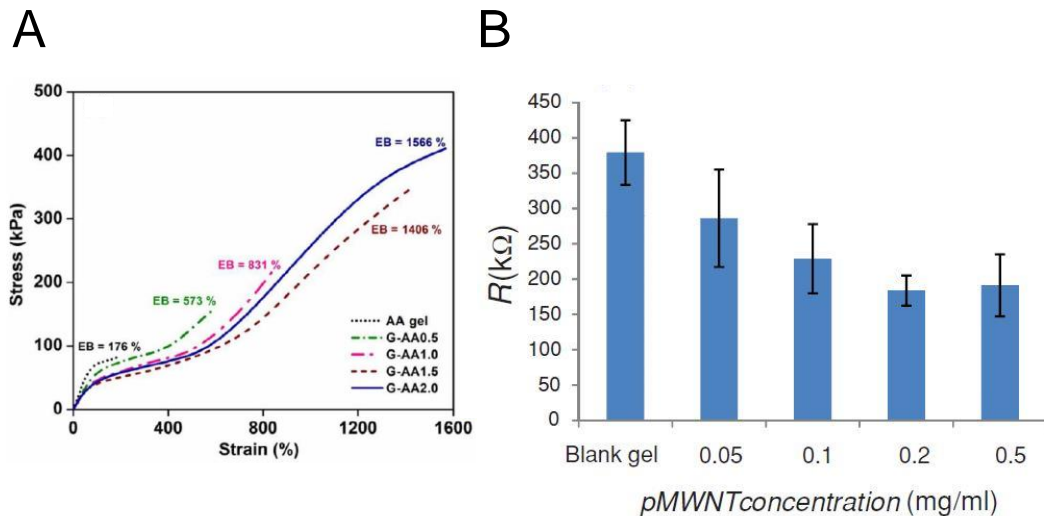 A
500
400
300
200
100
0
Stress (kPa)
0 400 800 1200 1600
Strain (%)
EB = 1566 %
EB = 1406 %
EB = 831 %
EB = 573 %
EB = 176 %
AA gel
G-AA0.5
G-AA1.0
G-AA1.5
G-AA2.0
B
450
400
350
300
250
200
150
100
50
0
R(kΩ)
Blank gel 0.05 0.1 0.2 0.5
pMWNTconcentration (mg/ml)